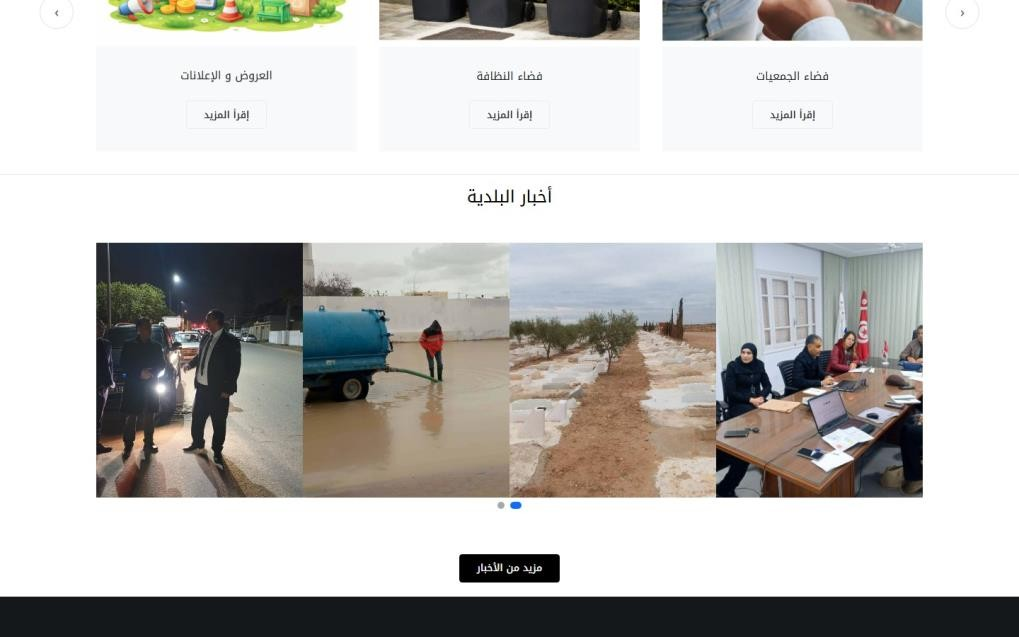 فضاء الجمعيات
إقرأ المزيد
فضاء النظافة
إقرأ المزيد
العروض و الإعلانات
إقرأ المزيد
أخبار البلدية
مزيد من الأخبار